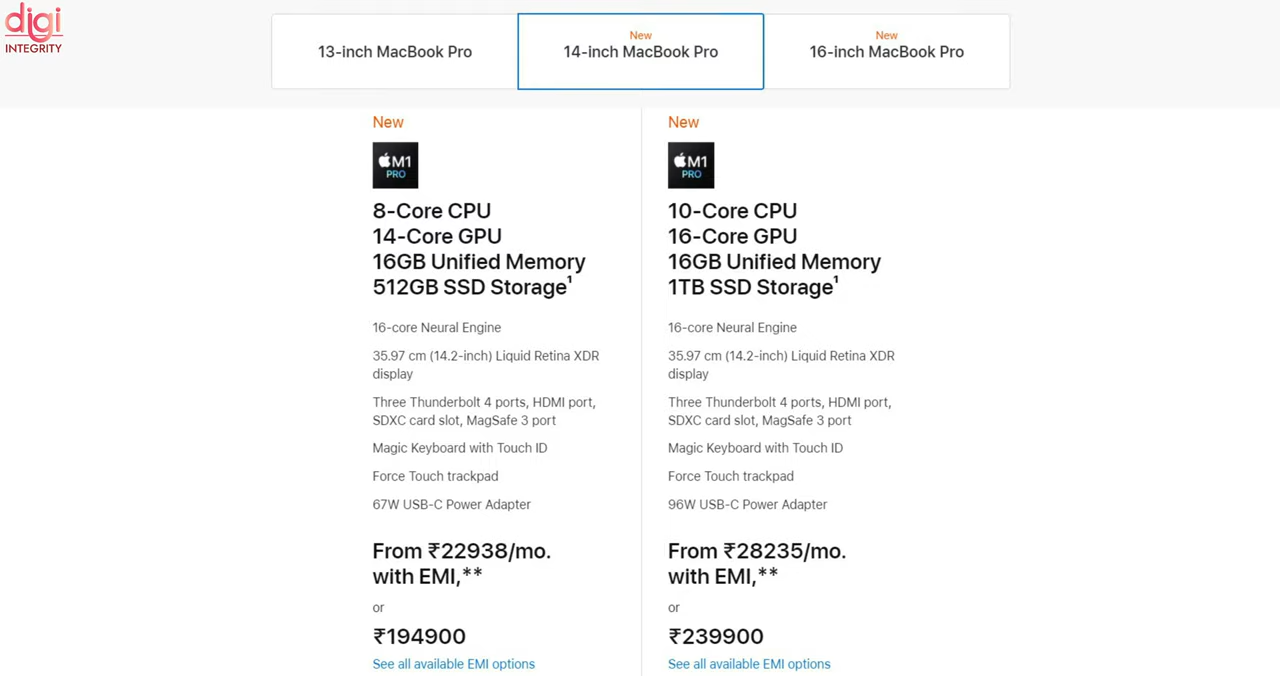 digi
INTEGRITY
13-inch MacBook Pro
New
14-inch MacBook Pro
New
16-inch MacBook Pro
New
M1
PRO
8-Core CPU
14-Core GPU
16GB Unified Memory
512GB SSD Storage¹
16-core Neural Engine
35.97 cm (14.2-inch) Liquid Retina XDR
display
Three Thunderbolt 4 ports, HDMI port,
SDXC card slot, MagSafe 3 port
Magic Keyboard with Touch ID
Force Touch trackpad
67W USB-C Power Adapter
From ₹22938/mo.
with EMI,**
or
₹194900
See all available EMI options
New
M1
PRO
10-Core CPU
16-Core GPU
16GB Unified Memory
1TB SSD Storage¹
16-core Neural Engine
35.97 cm (14.2-inch) Liquid Retina XDR
display
Three Thunderbolt 4 ports, HDMI port,
SDXC card slot, MagSafe 3 port
Magic Keyboard with Touch ID
Force Touch trackpad
96W USB-C Power Adapter
From ₹28235/mo.
with EMI,**
or
₹239900
See all available EMI options